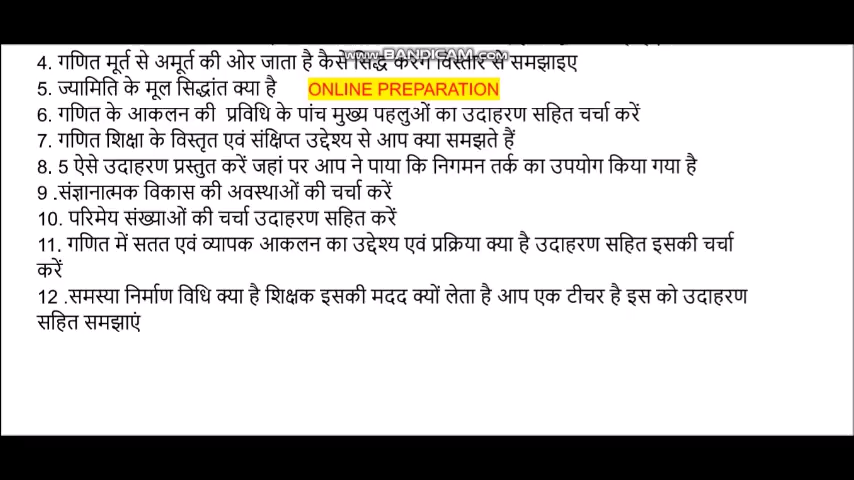 www.BANDICAM.com
4. गणित मूर्त से अमूर्त की ओर जाता है कैसे सिद्ध करेंगे विस्तार से समझाइए
5. ज्यामिति के मूल सिद्धांत क्या है ONLINE PREPARATION
6. गणित के आकलन की प्रविधि के पांच मुख्य पहलुओं का उदाहरण सहित चर्चा करें
7. गणित शिक्षा के विस्तृत एवं संक्षिप्त उद्देश्य से आप क्या समझते हैं
8. 5 ऐसे उदाहरण प्रस्तुत करें जहां पर आप ने पाया कि निगमन तर्क का उपयोग किया गया है
9 .संज्ञानात्मक विकास की अवस्थाओं की चर्चा करें
10. परिमेय संख्याओं की चर्चा उदाहरण सहित करें
11. गणित में सतत एवं व्यापक आकलन का उद्देश्य एवं प्रक्रिया क्या है उदाहरण सहित इसकी चर्चा
करें
12 .समस्या निर्माण विधि क्या है शिक्षक इसकी मदद क्यों लेता है आप एक टीचर है इस को उदाहरण
सहित समझाएं